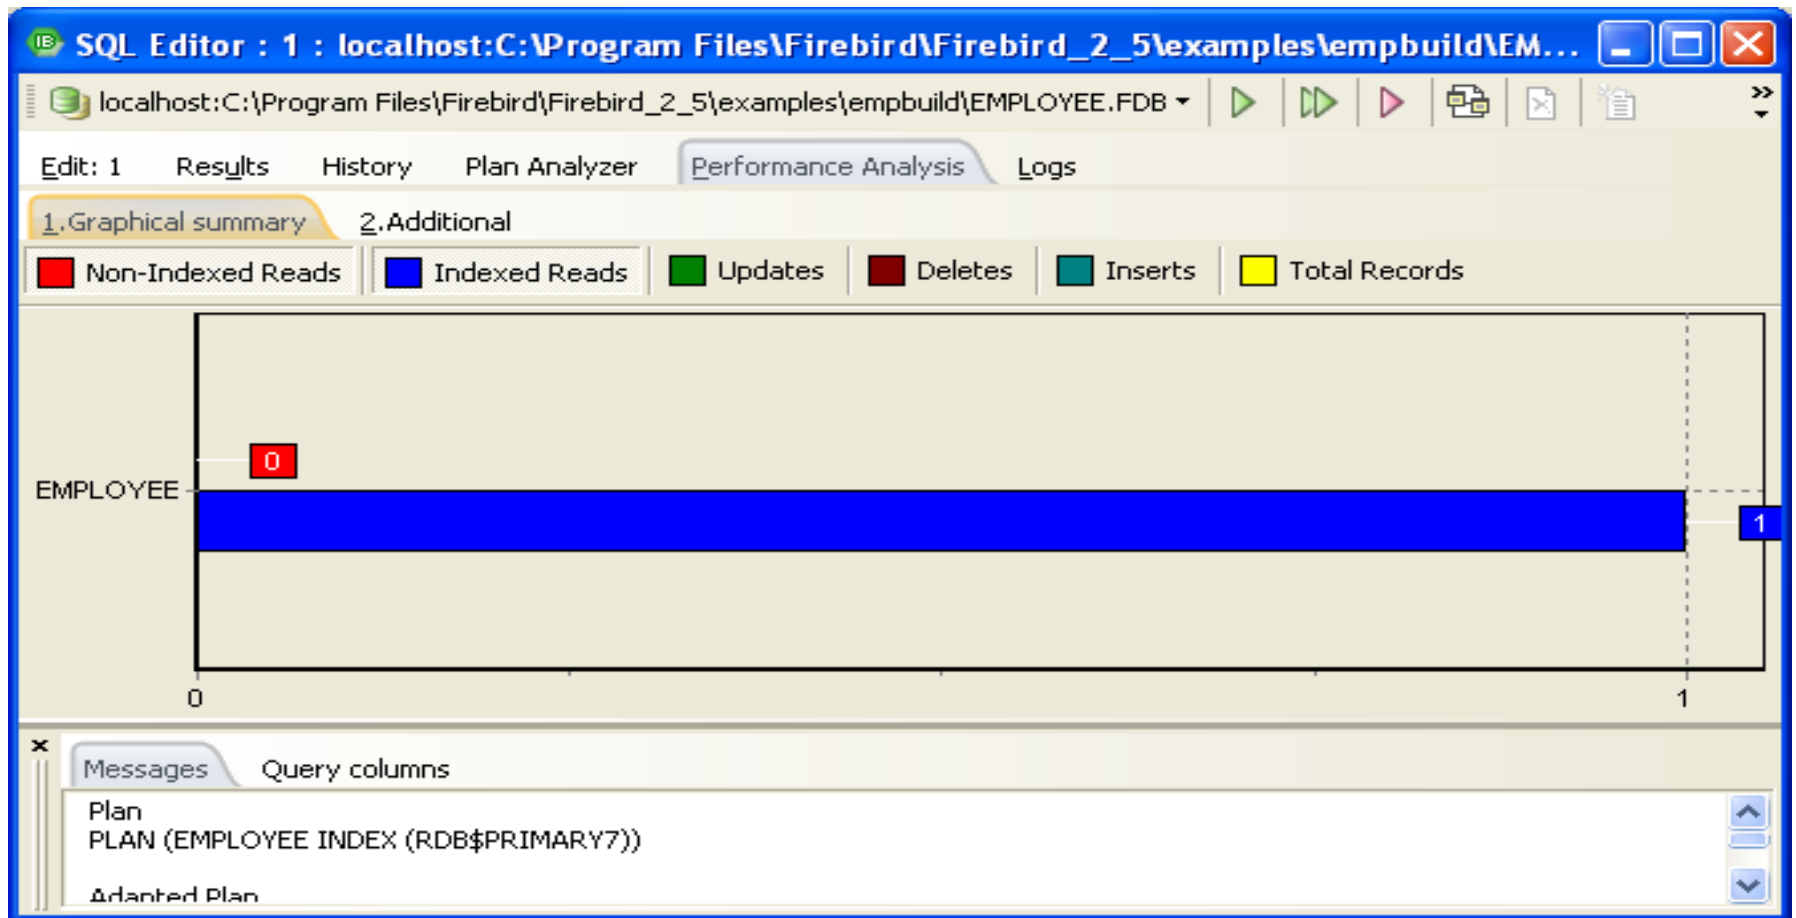 IB SQL Editor : 1 : localhost:C:\Program Files\Firebird\Firebird_2_5\examples\empbuild\EM...
localhost:C:\Program Files\Firebird\Firebird_2_5\examples\empbuild\EMPLOYEE.FDB
Edit: 1 Results History Plan Analyzer Performance Analysis Logs
1.Graphical summary 2.Additional
Non-Indexed Reads Indexed Reads Updates Deletes Inserts Total Records
0
EMPLOYEE
1
0 1
Messages Query columns
Plan
PLAN (EMPLOYEE INDEX (RDB$PRIMARY7))
Adapted Plan